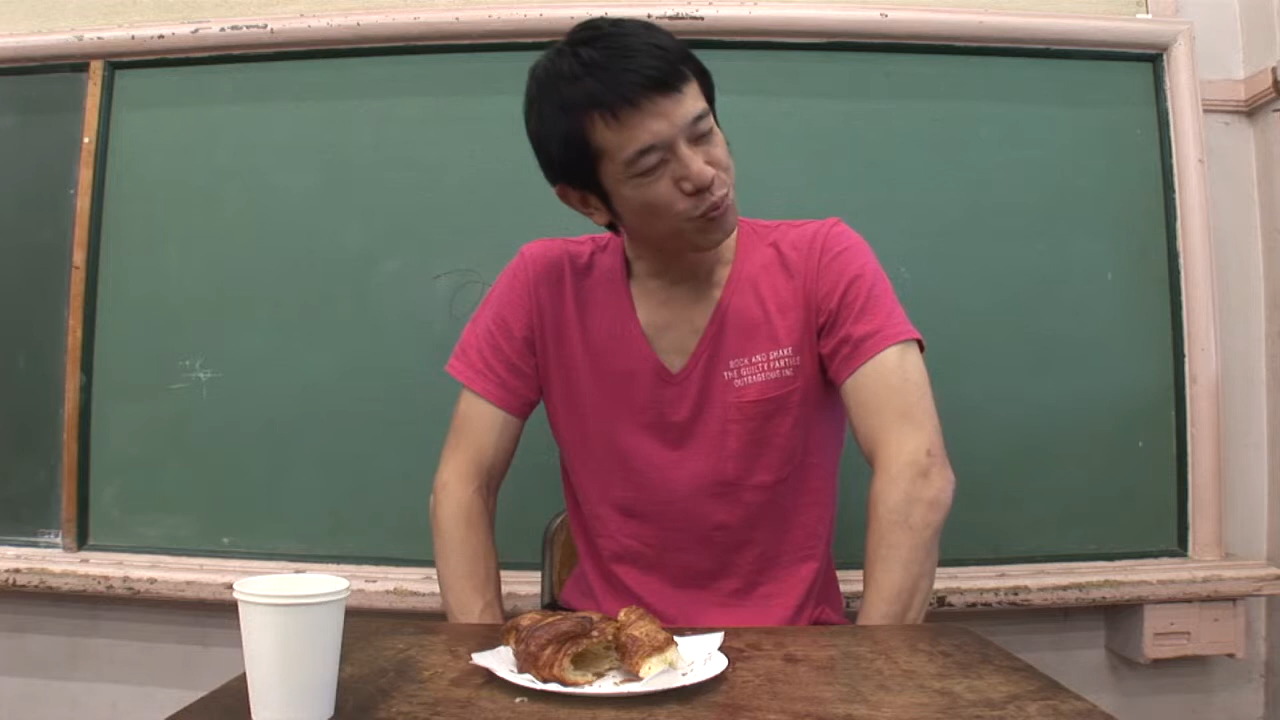 ROCK AND SHAKE
THE GUILTY PARTIES
OUTRAGEOUS INC.